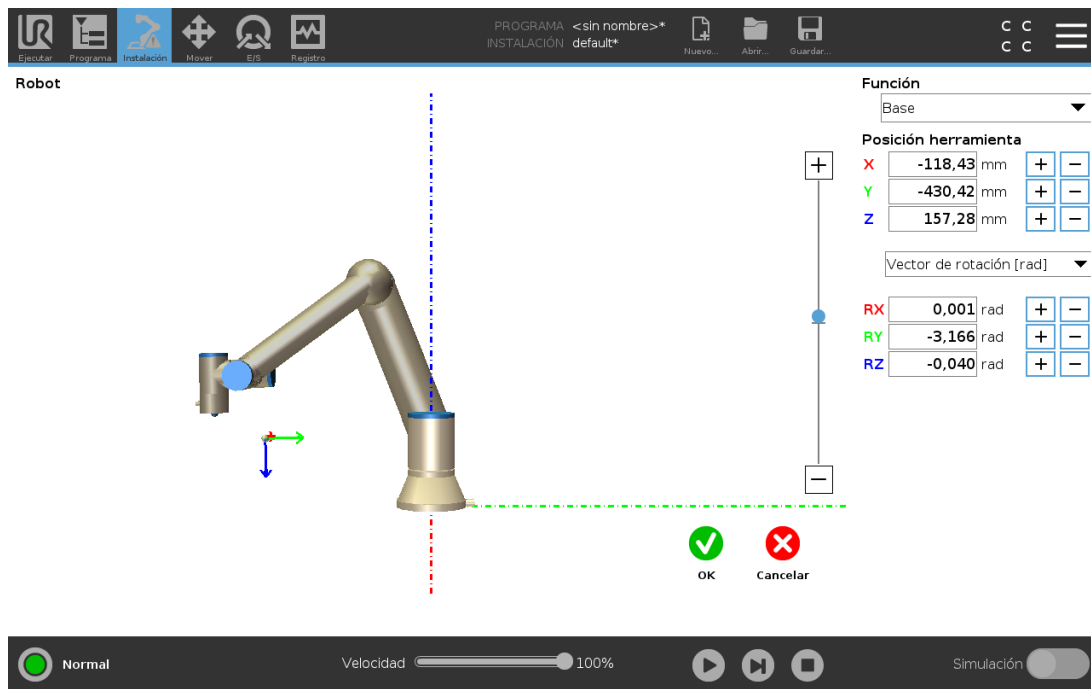 UR
Ejecutar
Programa
Instalación
Mover
E/S
Registro
PROGRAMA <sin nombre>*
INSTALACIÓN default*
Nuevo...
Abrir...
Guardar...
C C
C C
Robot
Función
Base
Posición herramienta
X -118,43 mm + −
Y -430,42 mm + −
Z 157,28 mm + −
Vector de rotación [rad]
RX 0,001 rad + −
RY -3,166 rad + −
RZ -0,040 rad + −
+
−
OK
Cancelar
Normal
Velocidad 100%
Simulación